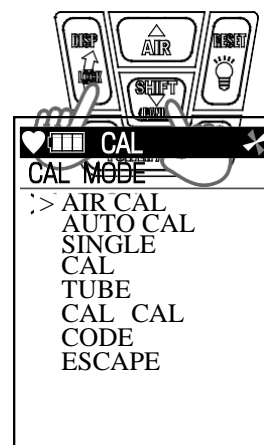 DISP
LOCK
AIR
RESET
SHIFT
CAL
CAL MODE
> AIR CAL
AUTO CAL
SINGLE
CAL
TUBE
CAL CAL
CODE
ESCAPE